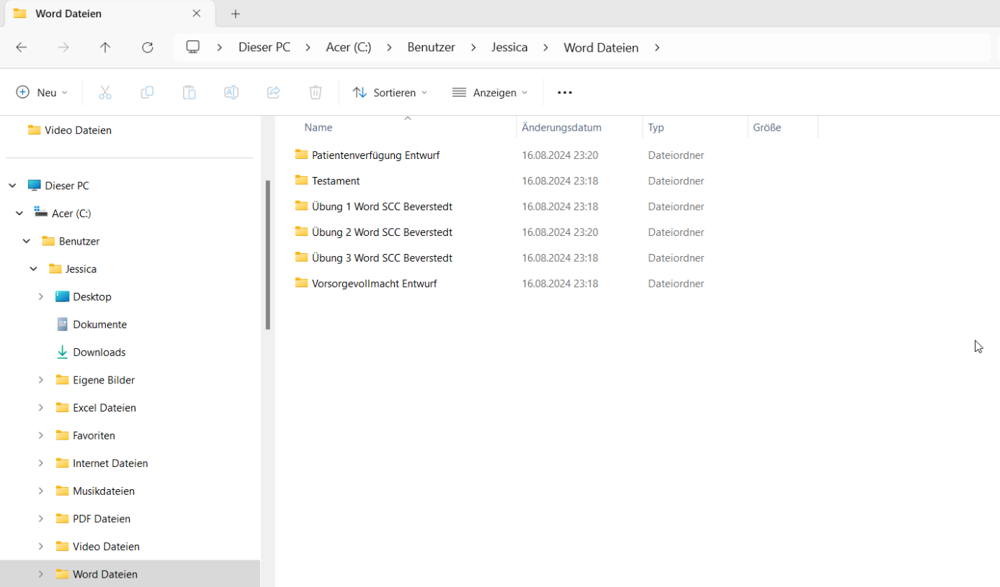 Word Dateien
Dieser PC > Acer (C:) > Benutzer > Jessica > Word Dateien >
Neu Sortieren Anzeigen
Video Dateien
Dieser PC
Acer (C:)
Benutzer
Jessica
Desktop
Dokumente
Downloads
Eigene Bilder
Excel Dateien
Favoriten
Internet Dateien
Musikdateien
PDF Dateien
Video Dateien
Word Dateien
Name Änderungsdatum Typ Größe
Patientenverfügung Entwurf 16.08.2024 23:20 Dateiordner
Testament 16.08.2024 23:18 Dateiordner
Übung 1 Word SCC Beverstedt 16.08.2024 23:18 Dateiordner
Übung 2 Word SCC Beverstedt 16.08.2024 23:20 Dateiordner
Übung 3 Word SCC Beverstedt 16.08.2024 23:18 Dateiordner
Vorsorgevollmacht Entwurf 16.08.2024 23:18 Dateiordner